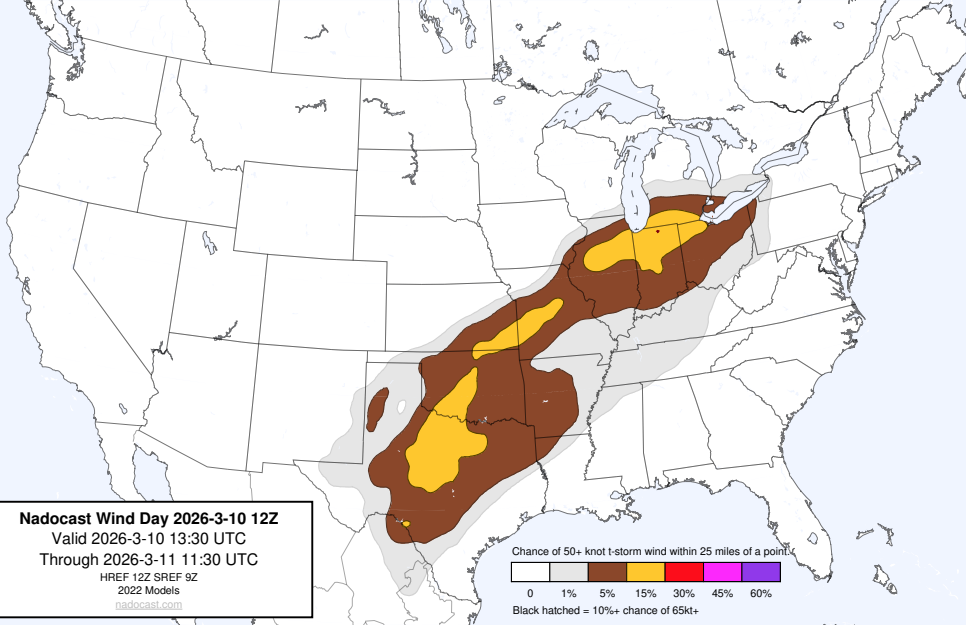 Nadocast Wind Day 2026-3-10 12Z
Valid 2026-3-10 13:30 UTC
Through 2026-3-11 11:30 UTC
HREF 12Z SREF 9Z
2022 Models
nadocast.com
Chance of 50+ knot t-storm wind within 25 miles of a point.
0 1% 5% 15% 30% 45% 60%
Black hatched = 10%+ chance of 65kt+